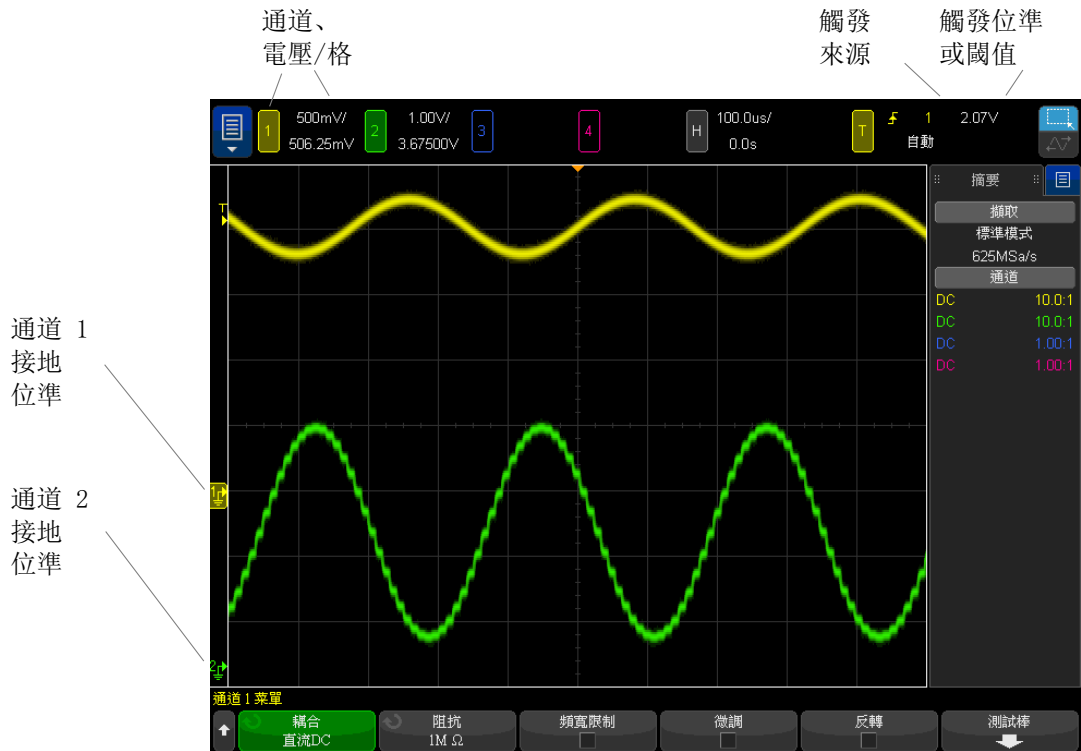 通道、
電壓/格
觸發
來源
觸發位準
或閾值
1
500mV/
506.25mV
2
1.00V/
3.67500V
3
4
H
100.0us/
0.0s
T
1
自動
2.07V
T
摘要
擷取
標準模式
625MSa/s
通道
DC 10.0:1
DC 10.0:1
DC 1.00:1
DC 1.00:1
通道 1
接地
位準
1
通道 2
接地
位準
2
通道1菜單
耦合
直流DC
阻抗
1M Ω
頻寬限制
微調
反轉
測試棒